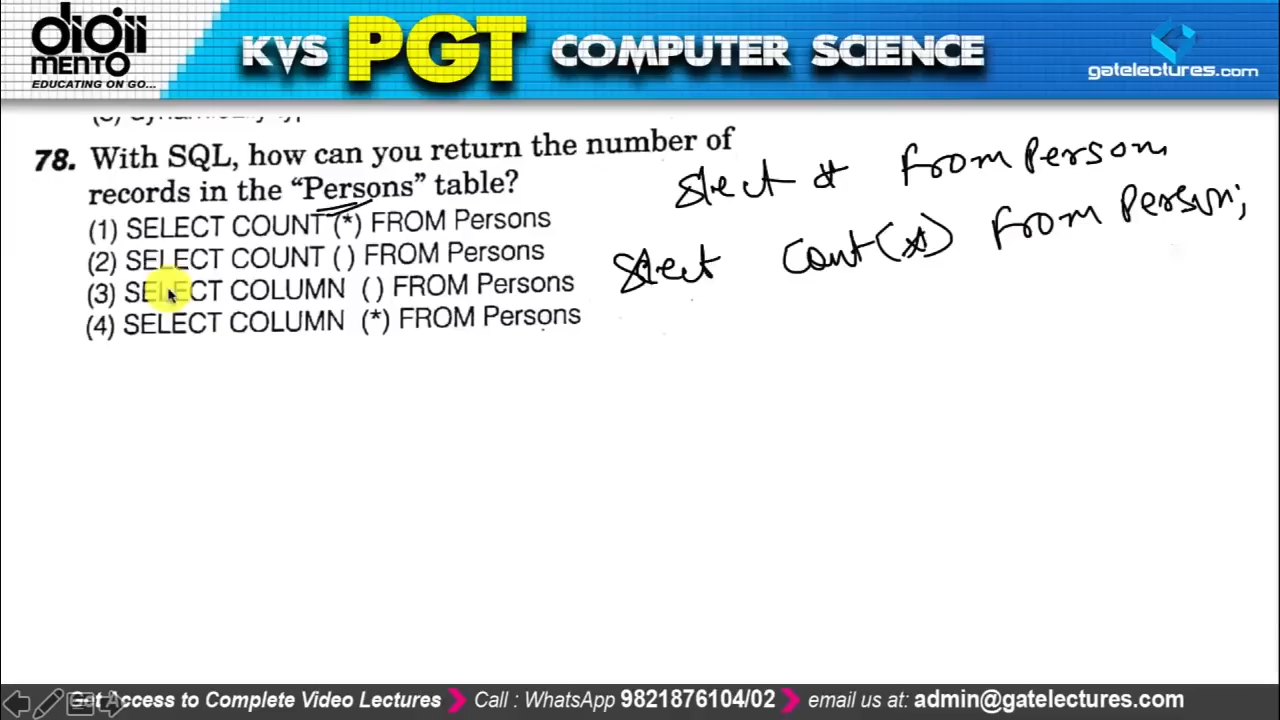 digii
MENTO
EDUCATING ON GO...
KVS PGT COMPUTER SCIENCE
gatelectures.com
78. With SQL, how can you return the number of
records in the “Persons” table?
(1) SELECT COUNT (*) FROM Persons
(2) SELECT COUNT ( ) FROM Persons
(3) SELECT COLUMN ( ) FROM Persons
(4) SELECT COLUMN (*) FROM Persons
Select * From Person
Select Count(*) From Person;
Get Access to Complete Video Lectures Call : WhatsApp 9821876104/02 email us at: admin@gatelectures.com